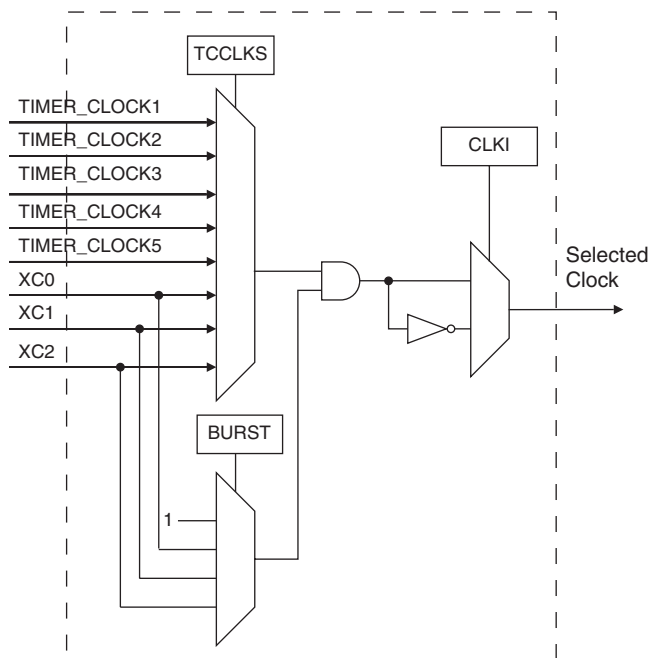 TCCLKS
TIMER_CLOCK1
TIMER_CLOCK2
TIMER_CLOCK3
TIMER_CLOCK4
TIMER_CLOCK5
XC0
XC1
XC2
CLKI
Selected
Clock
BURST
1